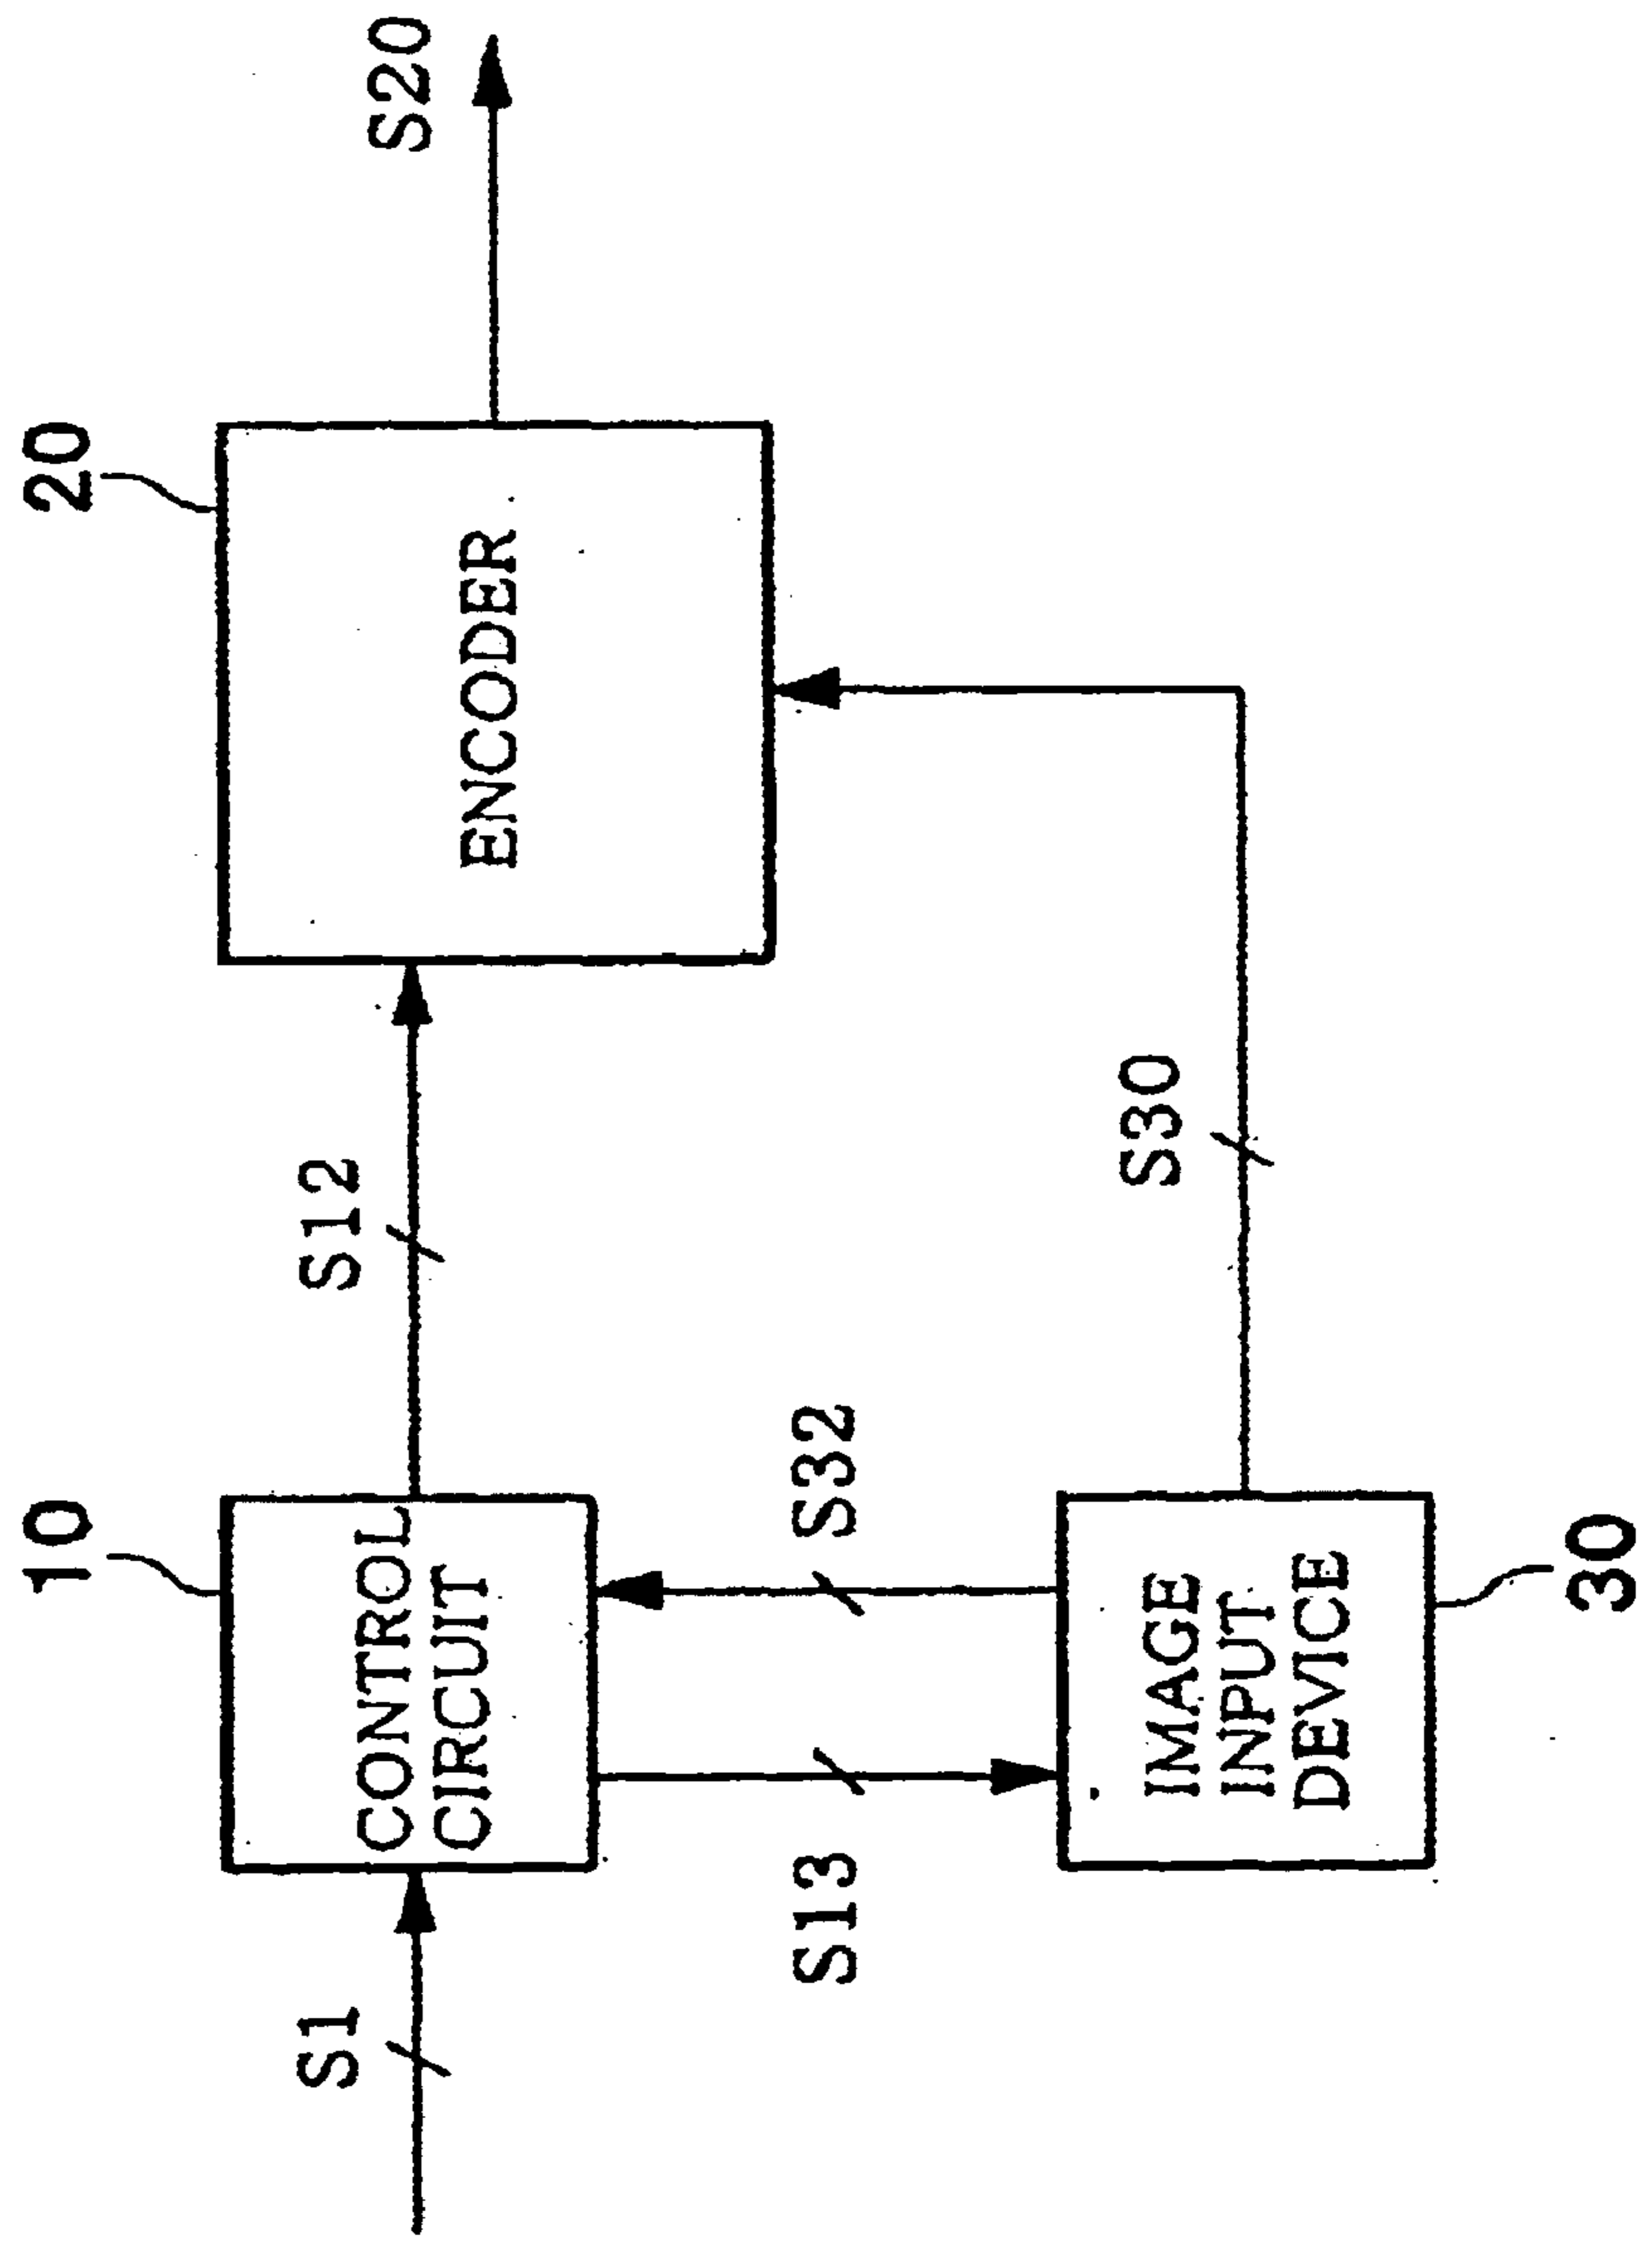 10
20
S1
CONTROL
CIRCUIT
S12
ENCODER
S20
S13
S32
S30
IMAGE
INPUT
DEVICE
30